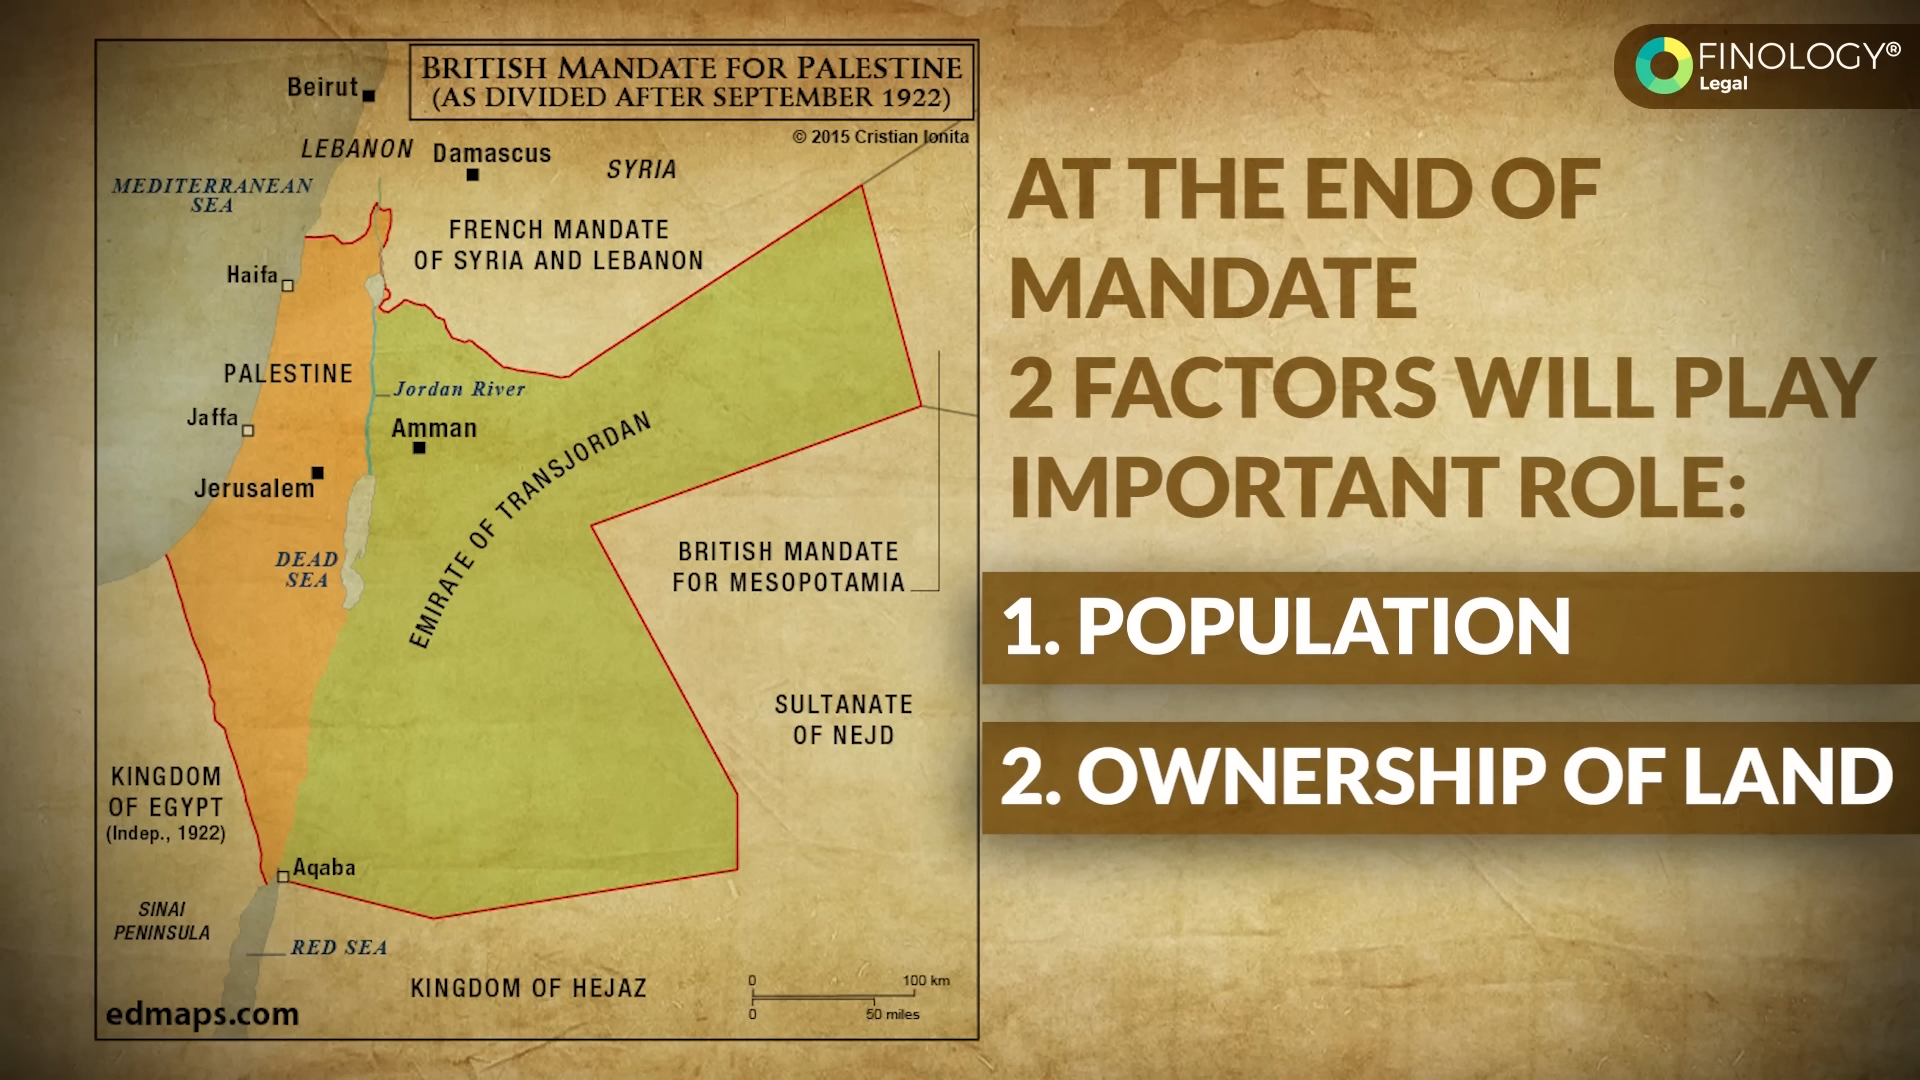 BRITISH MANDATE FOR PALESTINE
(AS DIVIDED AFTER SEPTEMBER 1922)
© 2015 Cristian Ionita
Beirut
LEBANON
Damascus
SYRIA
MEDITERRANEAN
SEA
FRENCH MANDATE
OF SYRIA AND LEBANON
Haifa
PALESTINE
Jordan River
Jaffa
Amman
Jerusalem
EMIRATE OF TRANSJORDAN
DEAD
SEA
BRITISH MANDATE
FOR MESOPOTAMIA
SULTANATE
OF NEJD
KINGDOM
OF EGYPT
(Indep., 1922)
Aqaba
SINAI
PENINSULA
RED SEA
KINGDOM OF HEJAZ
0 100 km
0 50 miles
edmaps.com
FINOLOGY®
Legal
AT THE END OF
MANDATE
2 FACTORS WILL PLAY
IMPORTANT ROLE:
1. POPULATION
2. OWNERSHIP OF LAND